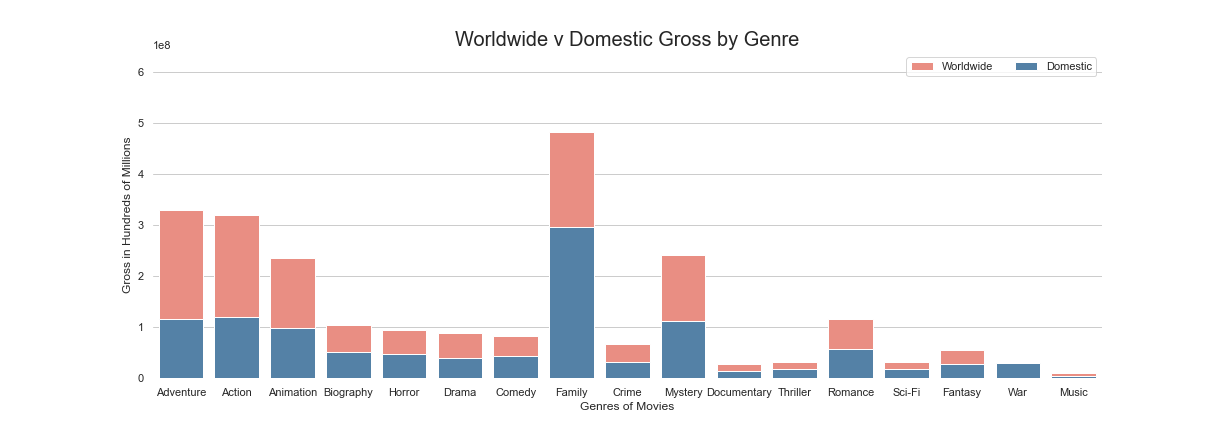 Worldwide v Domestic Gross by Genre
1e8
Worldwide Domestic
6
5
4
3
2
1
0
Gross in Hundreds of Millions
Adventure Action Animation Biography Horror Drama Comedy Family Crime Mystery Documentary Thriller Romance Sci-Fi Fantasy War Music
Genres of Movies